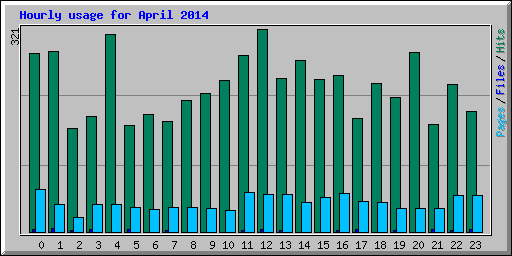 Hourly usage for April 2014
321
Pages / Files / Hits
0 1 2 3 4 5 6 7 8 9 10 11 12 13 14 15 16 17 18 19 20 21 22 23